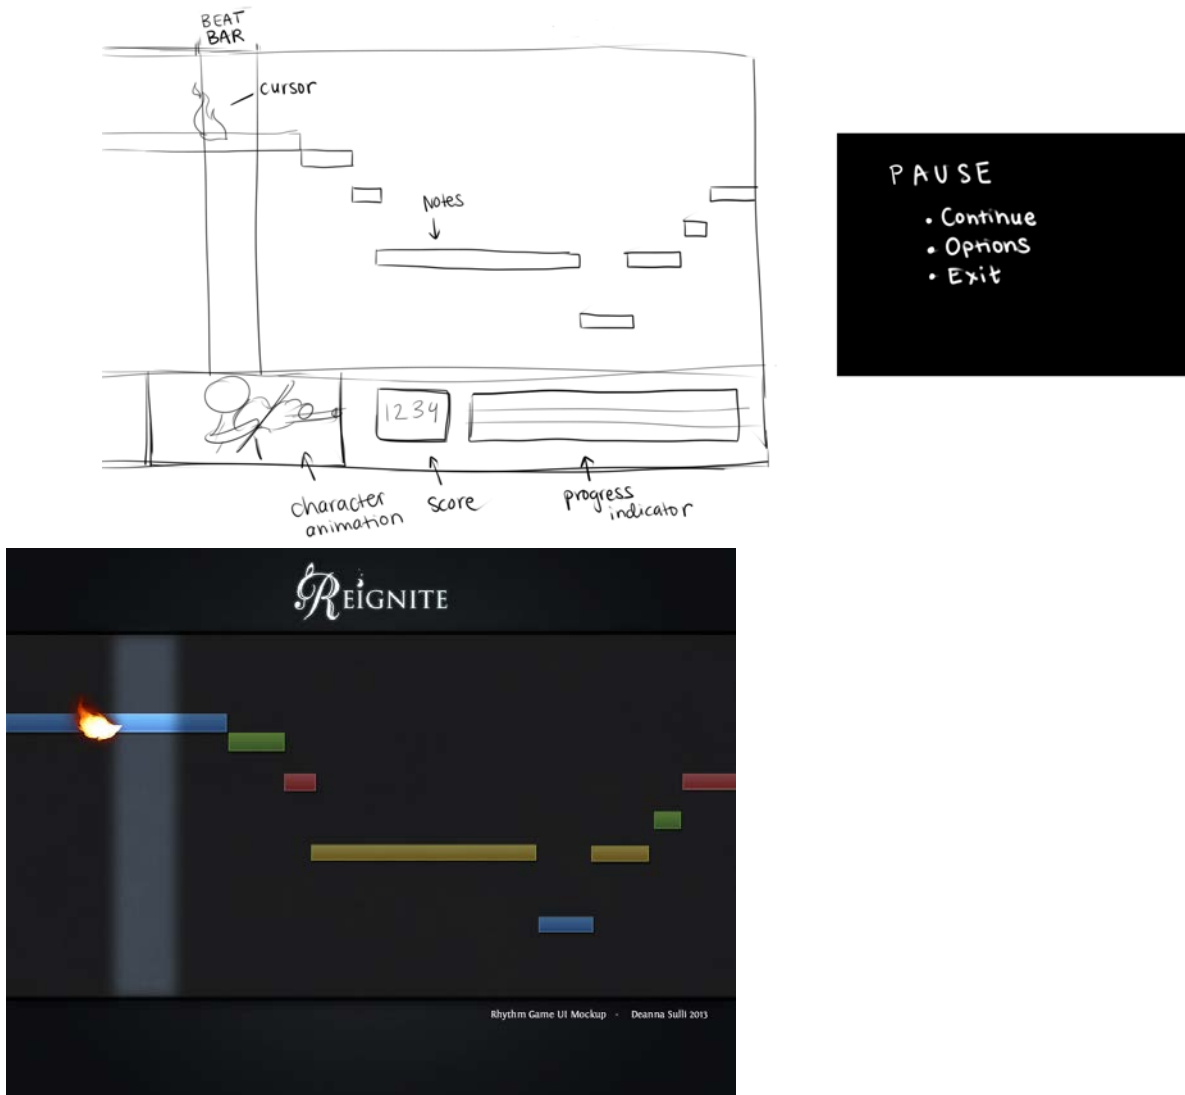 BEAT
BAR
cursor
Notes
1234
character
animation
score
progress
indicator
PAUSE
• Continue
• Options
• Exit
REIGNITE
Rhythm Game UI Mockup - Deanna Sulli 2013